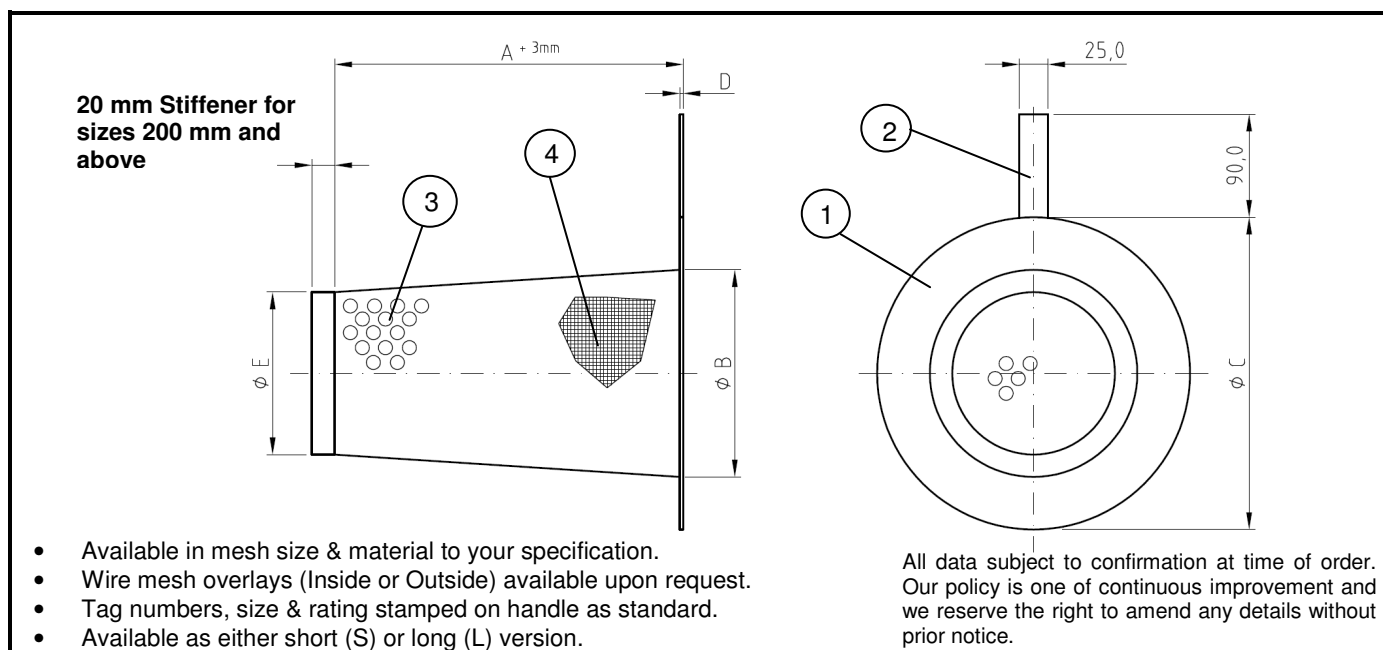 A + 3mm
D
20 mm Stiffener for
sizes 200 mm and
above
4
3
ϕ E
ϕ B
25,0
2
90,0
1
ϕ C
• Available in mesh size & material to your specification.
• Wire mesh overlays (Inside or Outside) available upon request.
• Tag numbers, size & rating stamped on handle as standard.
• Available as either short (S) or long (L) version.
All data subject to confirmation at time of order.
Our policy is one of continuous improvement and
we reserve the right to amend any details without
prior notice.